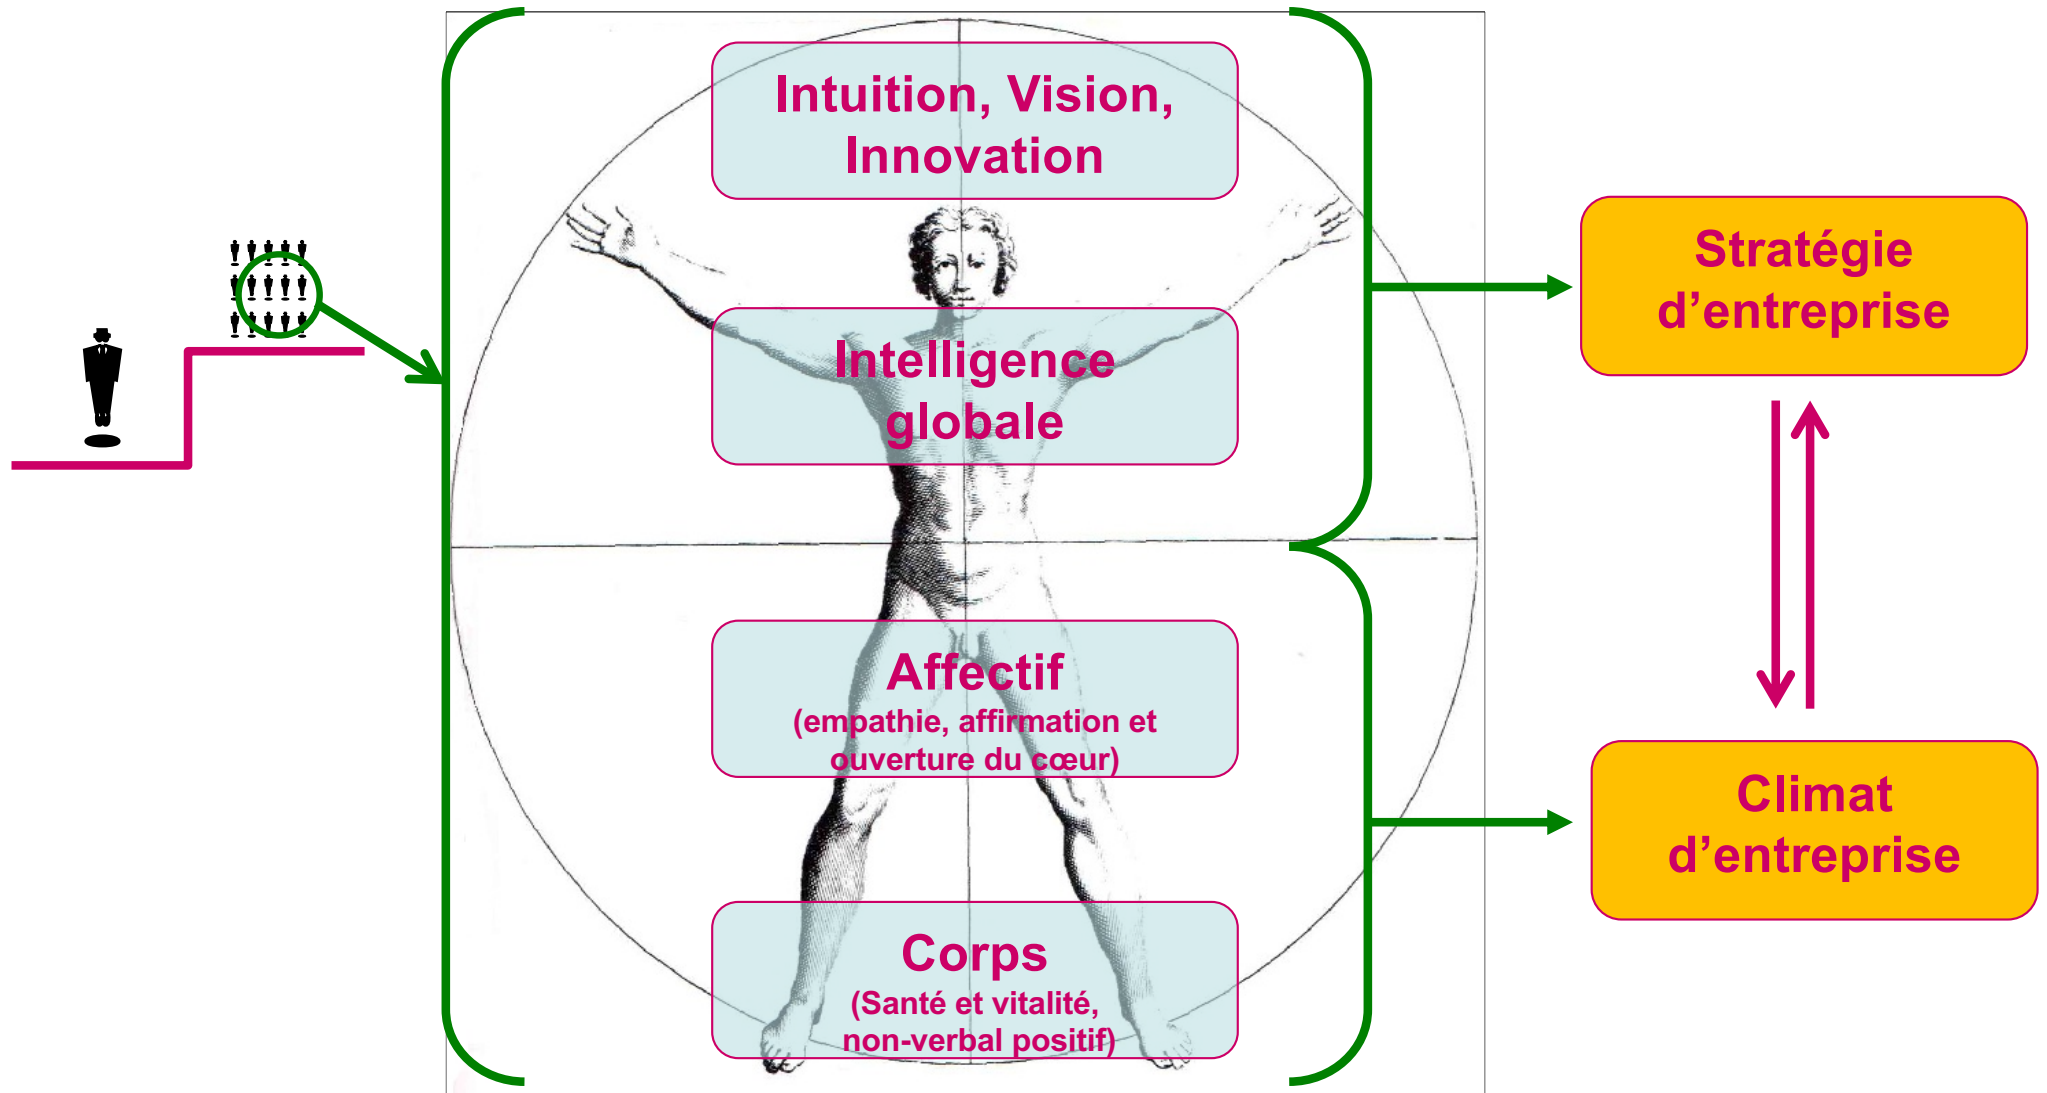 Intuition, Vision,
Innovation
Intelligence
globale
Affectif
(empathie, affirmation et
ouverture du cœur)
Corps
(Santé et vitalité,
non-verbal positif)
Stratégie
d’entreprise
Climat
d’entreprise